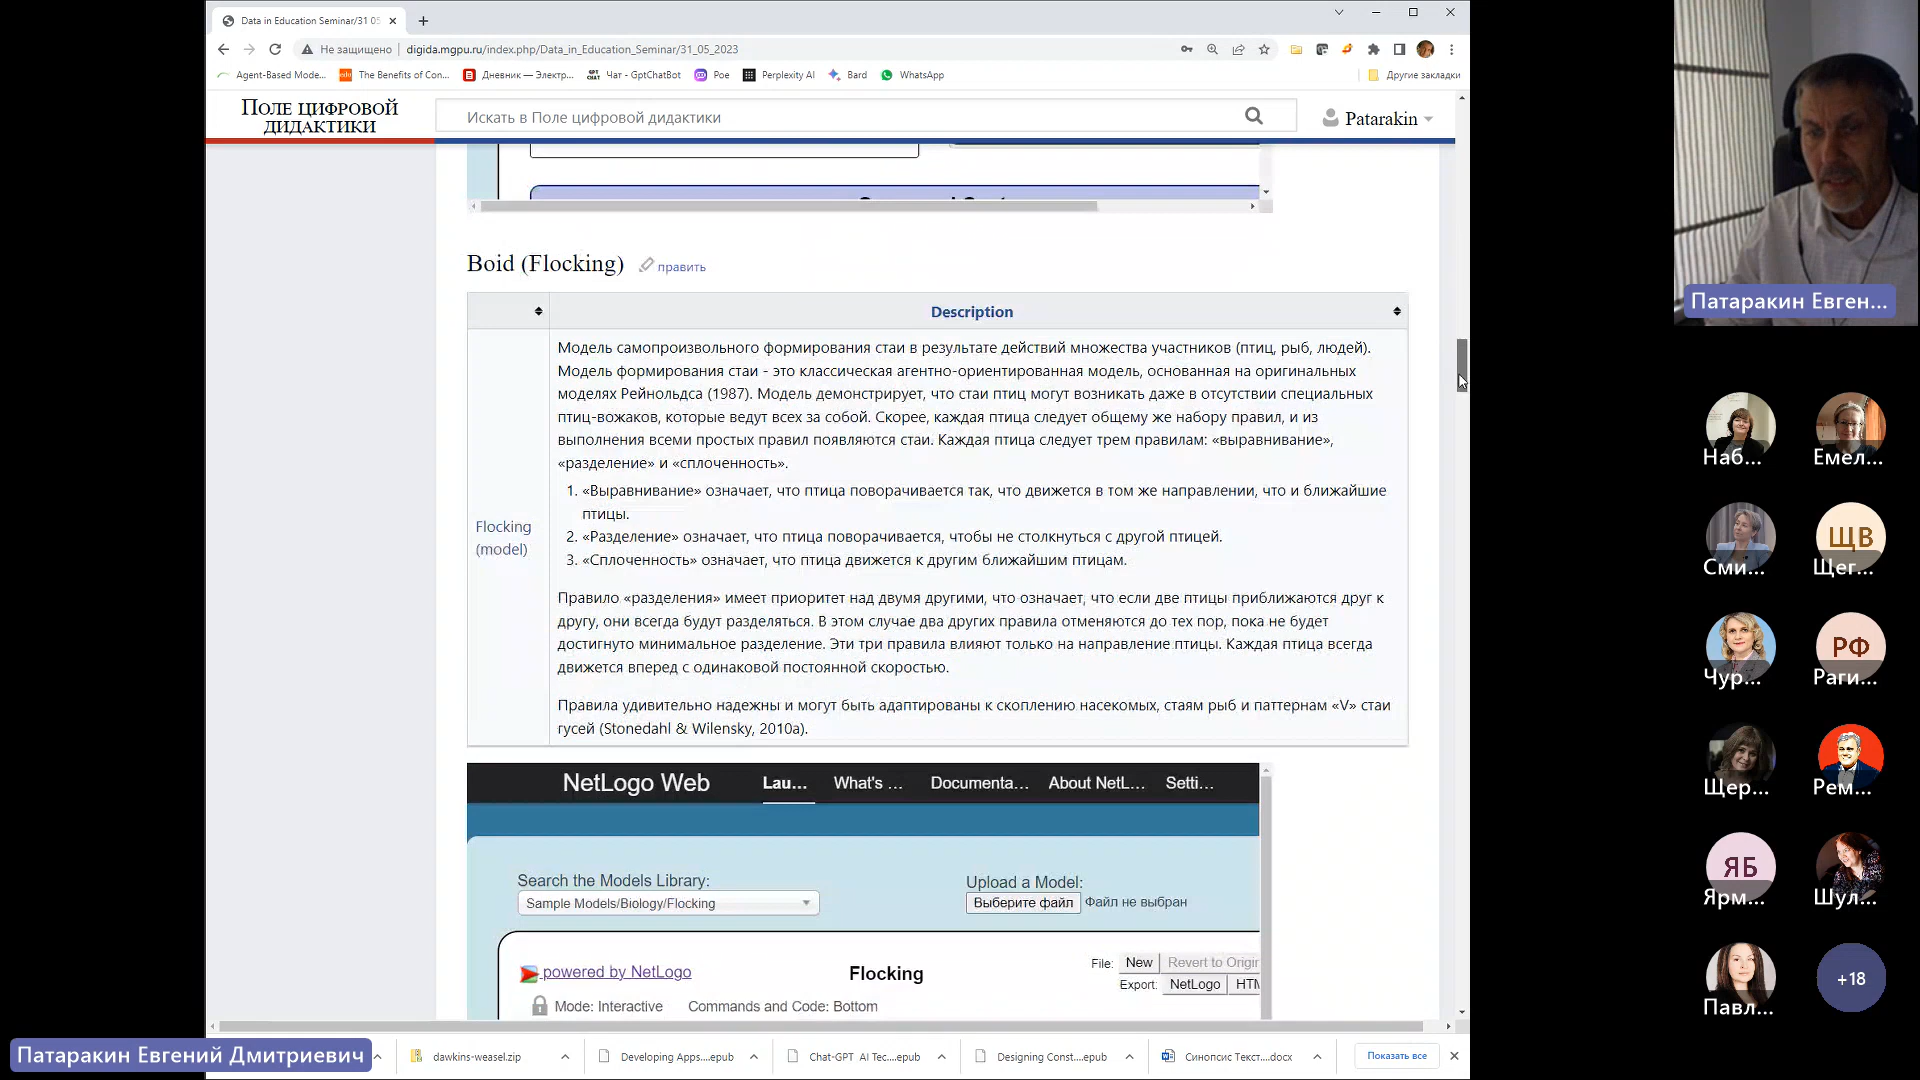 Data in Education Seminar/31 05
Не защищено
digida.mgpu.ru/index.php/Data_in_Education_Seminar/31_05_2023
Agent-Based Mode...
The Benefits of Con...
Дневник — Электр...
Чат - GptChatBot
Poe
Perplexity AI
Bard
WhatsApp
Другие закладки
Поле цифровой
дидактики
Искать в Поле цифровой дидактики
Patarakin
Boid (Flocking)
править
Description
Flocking
(model)
Модель самопроизвольного формирования стаи в результате действий множества участников (птиц, рыб, людей).
Модель формирования стаи - это классическая агентно-ориентированная модель, основанная на оригинальных
моделях Рейнольдса (1987). Модель демонстрирует, что стаи птиц могут возникать даже в отсутствии специальных
птиц-вожаков, которые ведут всех за собой. Скорее, каждая птица следует общему же набору правил, и из
выполнения всеми простых правил появляются стаи. Каждая птица следует трем правилам: «выравнивание»,
«разделение» и «сплоченность».
1. «Выравнивание» означает, что птица поворачивается так, что движется в том же направлении, что и ближайшие
птицы.
2. «Разделение» означает, что птица поворачивается, чтобы не столкнуться с другой птицей.
3. «Сплоченность» означает, что птица движется к другим ближайшим птицам.
Правило «разделения» имеет приоритет над двумя другими, что означает, что если две птицы приближаются друг к
другу, они всегда будут разделяться. В этом случае два других правила отменяются до тех пор, пока не будет
достигнуто минимальное разделение. Эти три правила влияют только на направление птицы. Каждая птица всегда
движется вперед с одинаковой постоянной скоростью.
Правила удивительно надежны и могут быть адаптированы к скоплению насекомых, стаям рыб и паттернам «V» стаи
гусей (Stonedahl & Wilensky, 2010a).
NetLogo Web
Lau...
What's ...
Documenta...
About NetL...
Setti...
Search the Models Library:
Sample Models/Biology/Flocking
Upload a Model:
Выберите файл
Файл не выбран
powered by NetLogo
Flocking
File:
New
Revert to Origin
Export:
NetLogo
HTM
Mode: Interactive
Commands and Code: Bottom
dawkins-weasel.zip
Developing Apps....epub
Chat-GPT AI Tec....epub
Designing Const....epub
Синопсис Текст....docx
Показать все
Патаракин Евгений Дмитриевич
Патаракин Евген...
Наб...
Емел...
Сми...
ЩВ
Щег...
Чур...
РФ
Раги...
Щер...
Рем...
ЯБ
Ярм...
Шул...
Павл...
+18